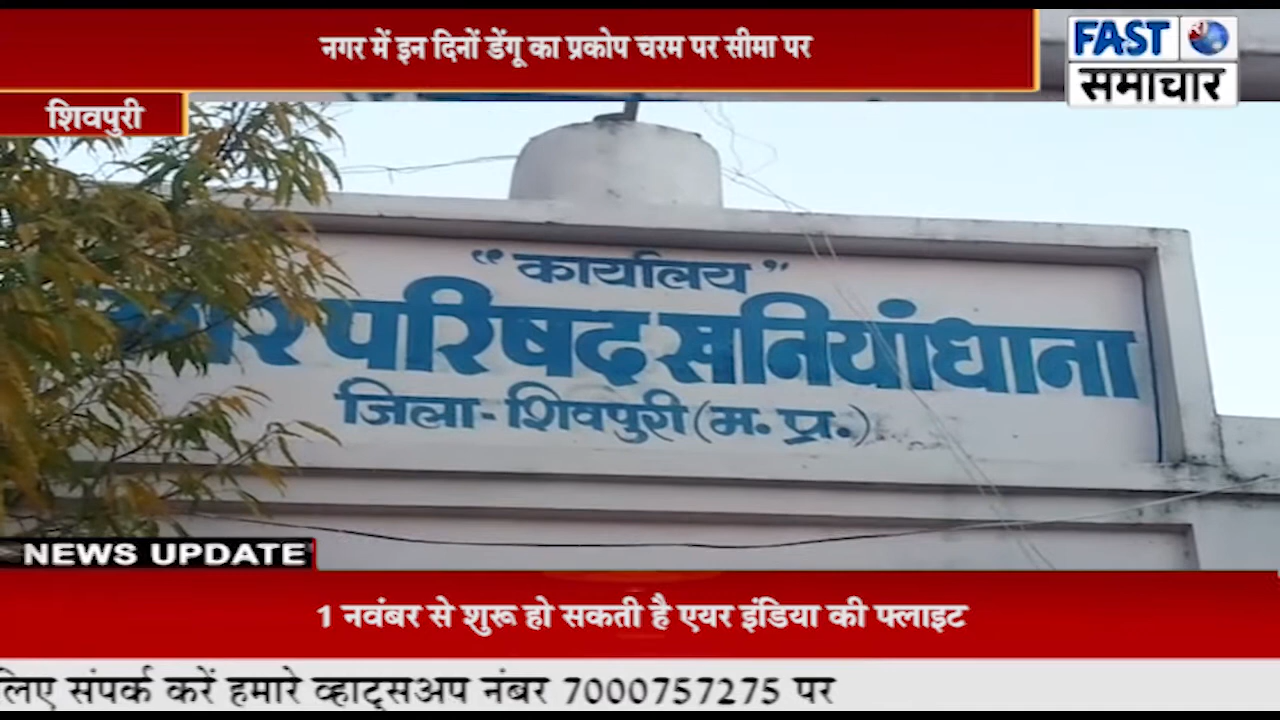 नगर में इन दिनों डेंगू का प्रकोप चरम पर सीमा पर
FAST
समाचार
शिवपुरी
“ कार्यालय ”
परिषद खनियांधाना
जिला - शिवपुरी (म. प्र.)
NEWS UPDATE
1 नवंबर से शुरू हो सकती है एयर इंडिया की फ्लाइट
लिए संपर्क करें हमारे व्हाट्सअप नंबर 7000757275 पर